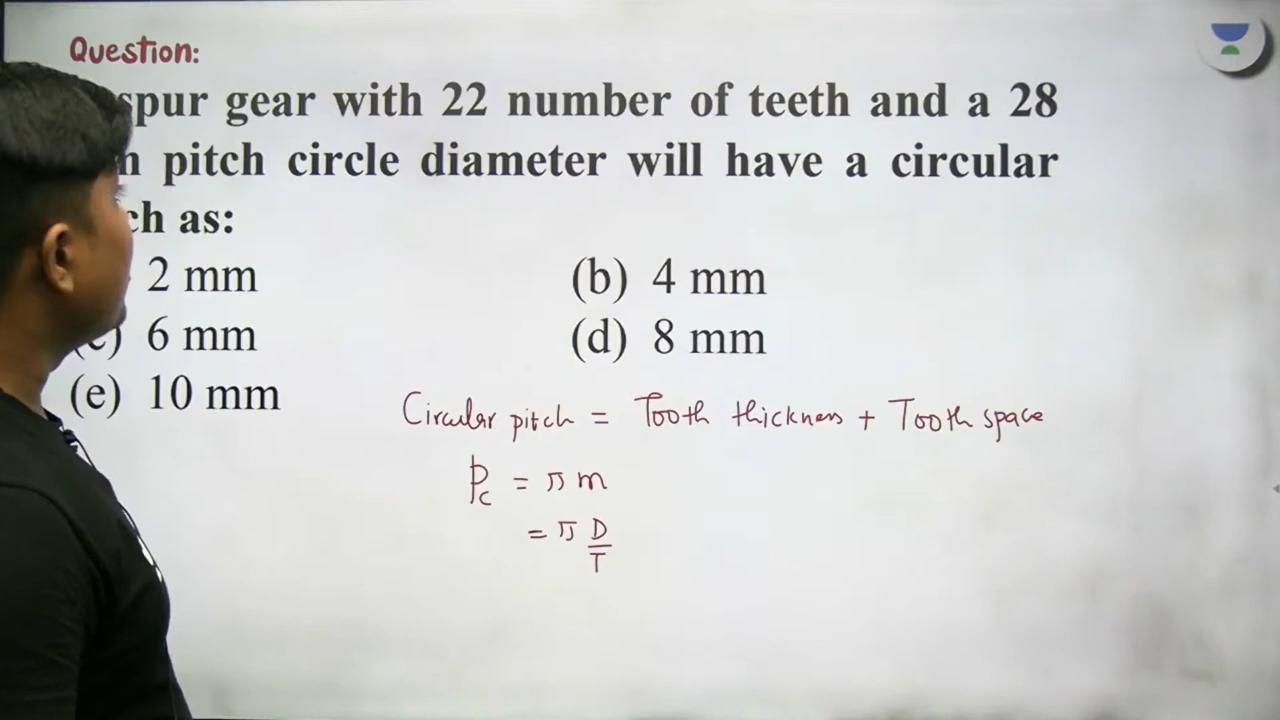 Question:
spur gear with 22 number of teeth and a 28
pitch circle diameter will have a circular
as:
2 mm
(b) 4 mm
(c) 6 mm
(d) 8 mm
(e) 10 mm
Circular pitch = Tooth thickness + Tooth space
Pc = π m
= π D
T